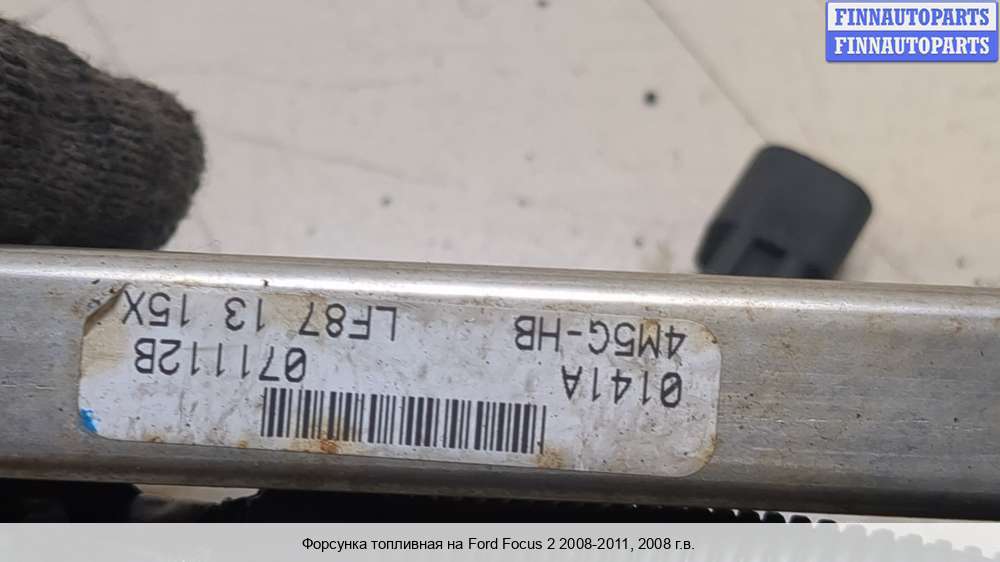 FINNAUTOPARTS
FINNAUTOPARTS
0141A 071112B
4M5G-HB LF87 13 15X
Форсунка топливная на Ford Focus 2 2008-2011, 2008 г.в.